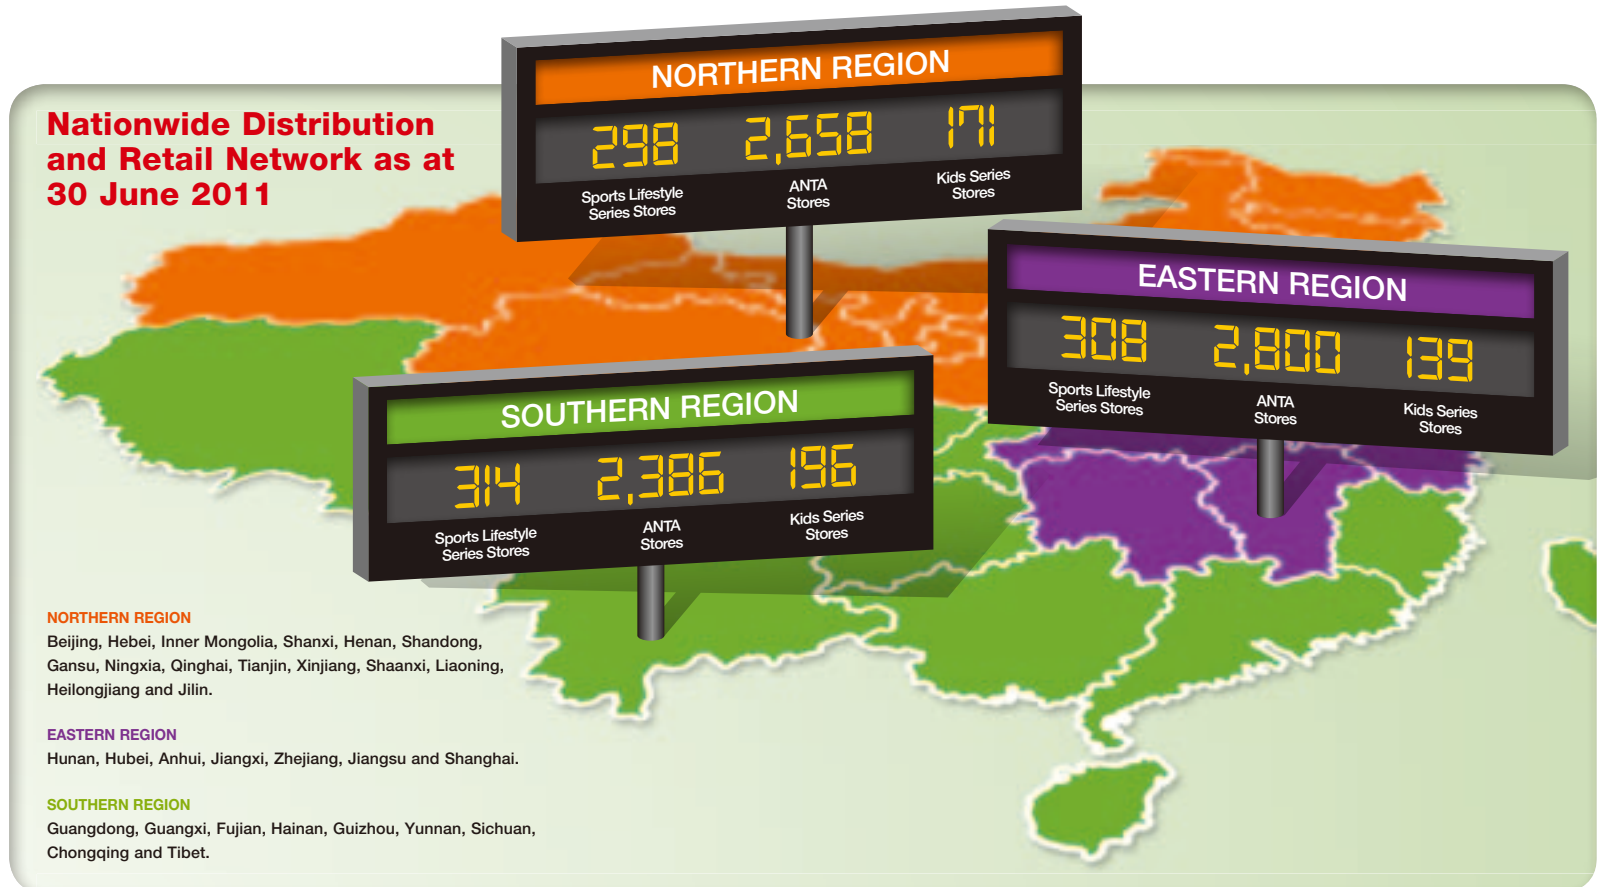 Nationwide Distribution
and Retail Network as at
30 June 2011
NORTHERN REGION
298 2,658 171
Sports Lifestyle
Series Stores
ANTA
Stores
Kids Series
Stores
EASTERN REGION
308 2,800 139
Sports Lifestyle
Series Stores
ANTA
Stores
Kids Series
Stores
SOUTHERN REGION
314 2,386 196
Sports Lifestyle
Series Stores
ANTA
Stores
Kids Series
Stores
NORTHERN REGION
Beijing, Hebei, Inner Mongolia, Shanxi, Henan, Shandong,
Gansu, Ningxia, Qinghai, Tianjin, Xinjiang, Shaanxi, Liaoning,
Heilongjiang and Jilin.
EASTERN REGION
Hunan, Hubei, Anhui, Jiangxi, Zhejiang, Jiangsu and Shanghai.
SOUTHERN REGION
Guangdong, Guangxi, Fujian, Hainan, Guizhou, Yunnan, Sichuan,
Chongqing and Tibet.